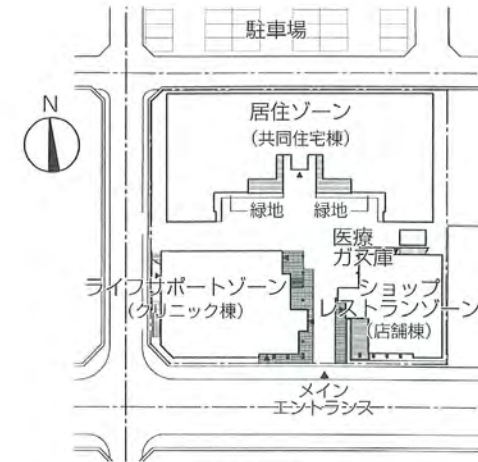 駐車場
N
居住ゾーン
(共同住宅棟)
緑地
緑地
医療
ガス庫
ライフサポートゾーン
(クリニック棟)
ショップ
レストランゾーン
(店舗棟)
メイン
エントランス